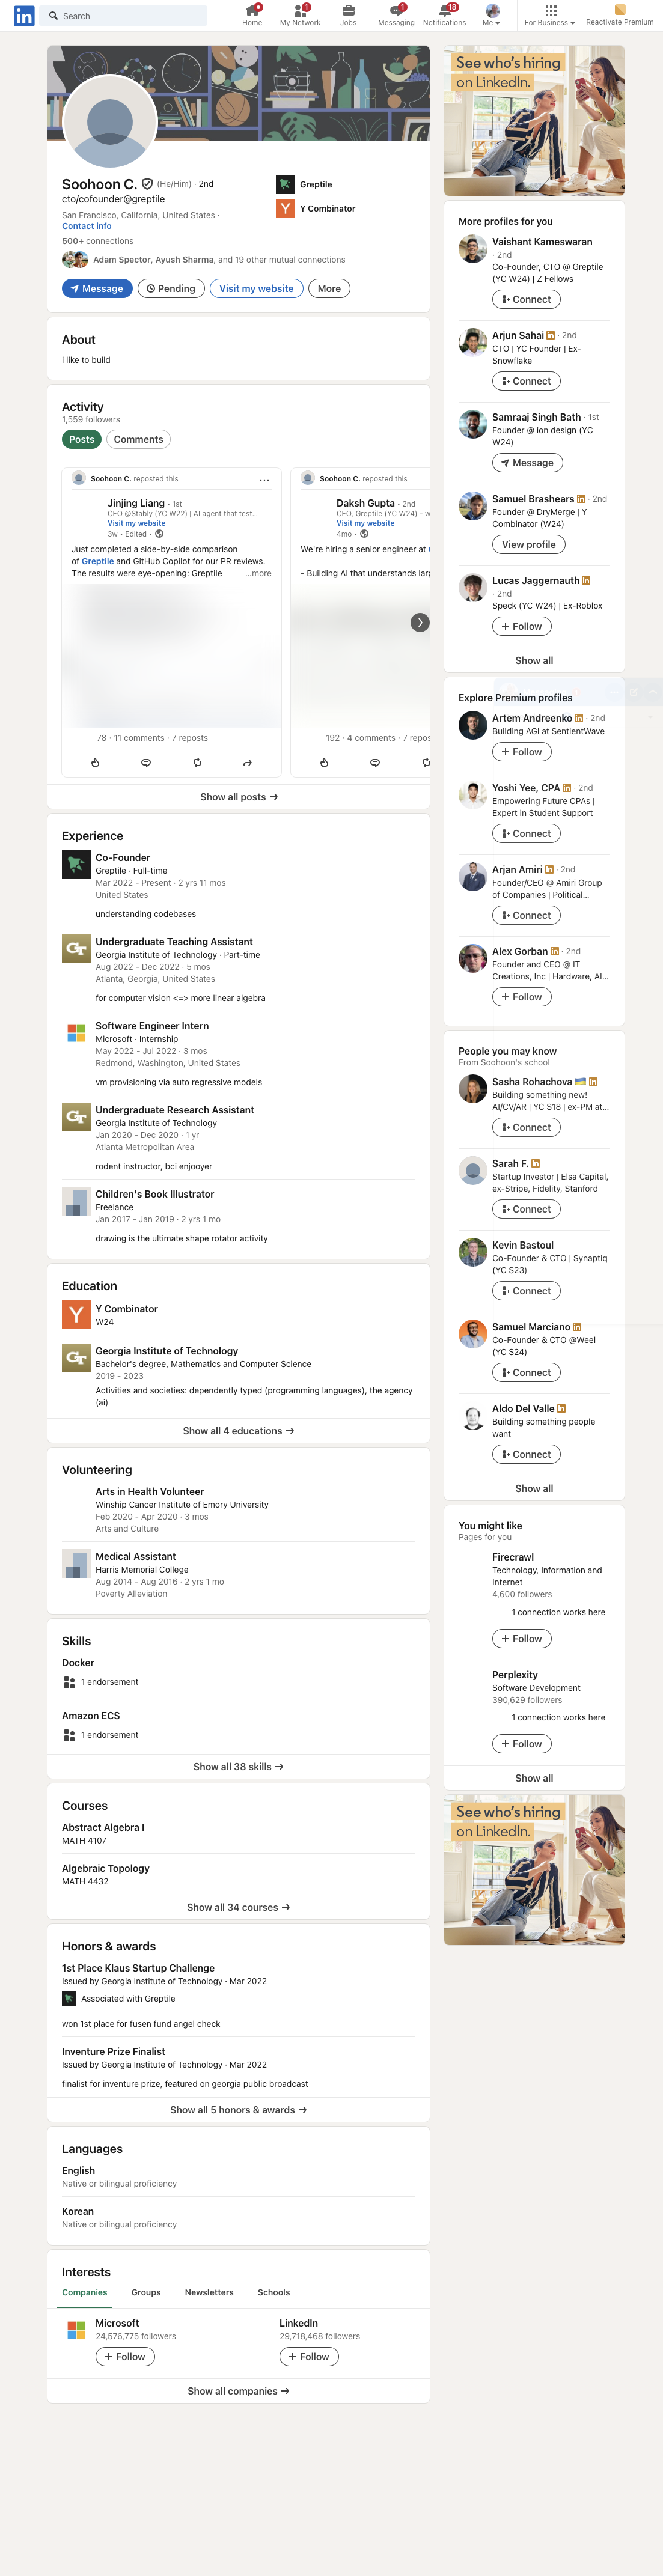 Search
Home
1
My Network
Jobs
1
Messaging
18
Notifications
Me
For Business
Reactivate Premium
Soohoon C. (He/Him) · 2nd
cto/cofounder@greptile
San Francisco, California, United States ·
Contact info
500+ connections
Adam Spector, Ayush Sharma, and 19 other mutual connections
Greptile
Y Combinator
Message
Pending
Visit my website
More
About
i like to build
Activity
1,559 followers
Posts
Comments
Soohoon C. reposted this
Jinjing Liang · 1st
CEO @Stably (YC W22) | AI agent that test...
Visit my website
3w • Edited •
Just completed a side-by-side comparison
of Greptile and GitHub Copilot for our PR reviews.
The results were eye-opening: Greptile ...more
78 · 11 comments · 7 reposts
Soohoon C. reposted this
Daksh Gupta · 2nd
CEO, Greptile (YC W24) - w
Visit my website
4mo •
We're hiring a senior engineer at
- Building AI that understands larg
192 · 4 comments · 7 repos
Show all posts →
Experience
Co-Founder
Greptile · Full-time
Mar 2022 - Present · 2 yrs 11 mos
United States
understanding codebases
GT
Undergraduate Teaching Assistant
Georgia Institute of Technology · Part-time
Aug 2022 - Dec 2022 · 5 mos
Atlanta, Georgia, United States
for computer vision <=> more linear algebra
Software Engineer Intern
Microsoft · Internship
May 2022 - Jul 2022 · 3 mos
Redmond, Washington, United States
vm provisioning via auto regressive models
GT
Undergraduate Research Assistant
Georgia Institute of Technology
Jan 2020 - Dec 2020 · 1 yr
Atlanta Metropolitan Area
rodent instructor, bci enjooyer
Children's Book Illustrator
Freelance
Jan 2017 - Jan 2019 · 2 yrs 1 mo
drawing is the ultimate shape rotator activity
Education
Y
Y Combinator
W24
GT
Georgia Institute of Technology
Bachelor's degree, Mathematics and Computer Science
2019 - 2023
Activities and societies: dependently typed (programming languages), the agency
(ai)
Show all 4 educations →
Volunteering
Arts in Health Volunteer
Winship Cancer Institute of Emory University
Feb 2020 - Apr 2020 · 3 mos
Arts and Culture
Medical Assistant
Harris Memorial College
Aug 2014 - Aug 2016 · 2 yrs 1 mo
Poverty Alleviation
Skills
Docker
1 endorsement
Amazon ECS
1 endorsement
Show all 38 skills →
Courses
Abstract Algebra I
MATH 4107
Algebraic Topology
MATH 4432
Show all 34 courses →
Honors & awards
1st Place Klaus Startup Challenge
Issued by Georgia Institute of Technology · Mar 2022
Associated with Greptile
won 1st place for fusen fund angel check
Inventure Prize Finalist
Issued by Georgia Institute of Technology · Mar 2022
finalist for inventure prize, featured on georgia public broadcast
Show all 5 honors & awards →
Languages
English
Native or bilingual proficiency
Korean
Native or bilingual proficiency
Interests
Companies
Groups
Newsletters
Schools
Microsoft
24,576,775 followers
+ Follow
LinkedIn
29,718,468 followers
+ Follow
Show all companies →
See who's hiring
on LinkedIn.
More profiles for you
Vaishant Kameswaran
· 2nd
Co-Founder, CTO @ Greptile
(YC W24) | Z Fellows
Connect
Arjun Sahai · 2nd
CTO | YC Founder | Ex-
Snowflake
Connect
Samraaj Singh Bath · 1st
Founder @ ion design (YC
W24)
Message
Samuel Brashears · 2nd
Founder @ DryMerge | Y
Combinator (W24)
View profile
Lucas Jaggernauth
· 2nd
Speck (YC W24) | Ex-Roblox
+ Follow
Show all
Explore Premium profiles
Artem Andreenko · 2nd
Building AGI at SentientWave
+ Follow
Yoshi Yee, CPA · 2nd
Empowering Future CPAs |
Expert in Student Support
Connect
Arjan Amiri · 2nd
Founder/CEO @ Amiri Group
of Companies | Political...
Connect
Alex Gorban · 2nd
Founder and CEO @ IT
Creations, Inc | Hardware, AI...
+ Follow
People you may know
From Soohoon's school
Sasha Rohachova
Building something new!
AI/CV/AR | YC S18 | ex-PM at...
Connect
Sarah F.
Startup Investor | Elsa Capital,
ex-Stripe, Fidelity, Stanford
Connect
Kevin Bastoul
Co-Founder & CTO | Synaptiq
(YC S23)
Connect
Samuel Marciano
Co-Founder & CTO @Weel
(YC S24)
Connect
Aldo Del Valle
Building something people
want
Connect
Show all
You might like
Pages for you
Firecrawl
Technology, Information and
Internet
4,600 followers
1 connection works here
+ Follow
Perplexity
Software Development
390,629 followers
1 connection works here
+ Follow
Show all
See who's hiring
on LinkedIn.